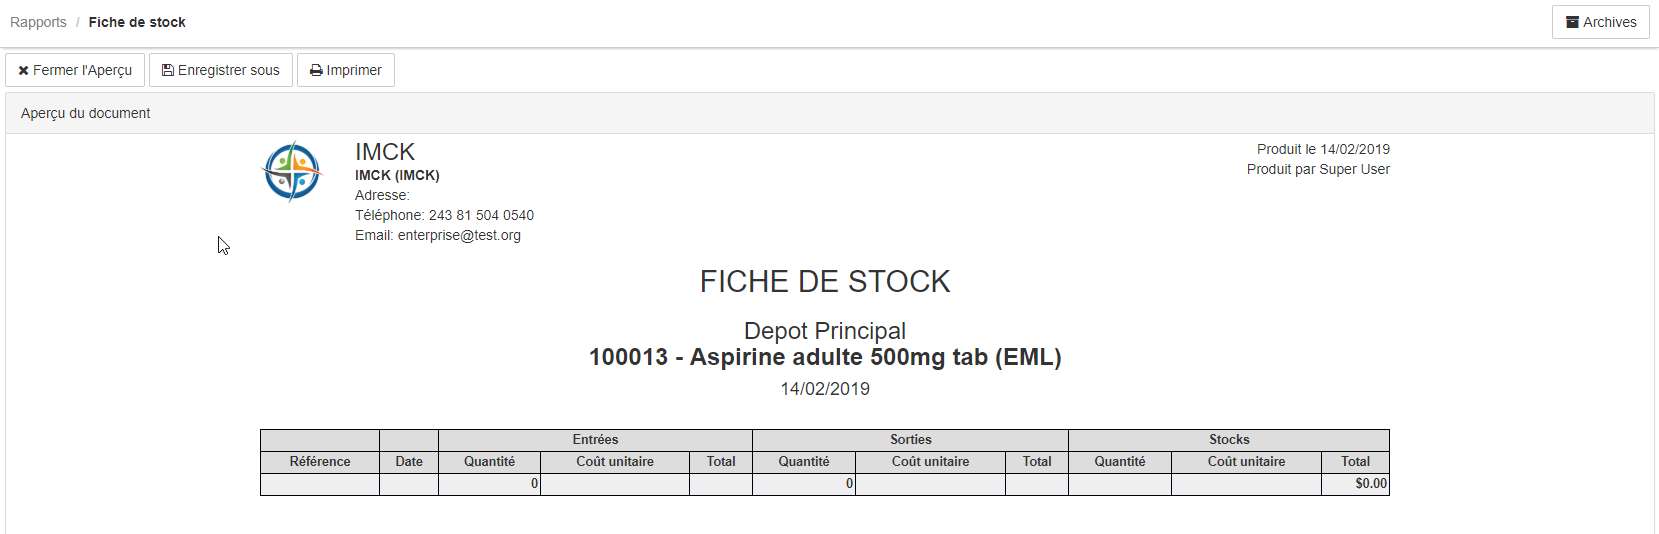 Rapports / Fiche de stock
Archives
Fermer l'Aperçu
Enregistrer sous
Imprimer
Aperçu du document
IMCK
IMCK (IMCK)
Adresse:
Téléphone: 243 81 504 0540
Email: enterprise@test.org
Produit le 14/02/2019
Produit par Super User
FICHE DE STOCK
Depot Principal
100013 - Aspirine adulte 500mg tab (EML)
14/02/2019
Entrées Sorties Stocks
Référence Date Quantité Coût unitaire Total Quantité Coût unitaire Total Quantité Coût unitaire Total
0 0 $0.00